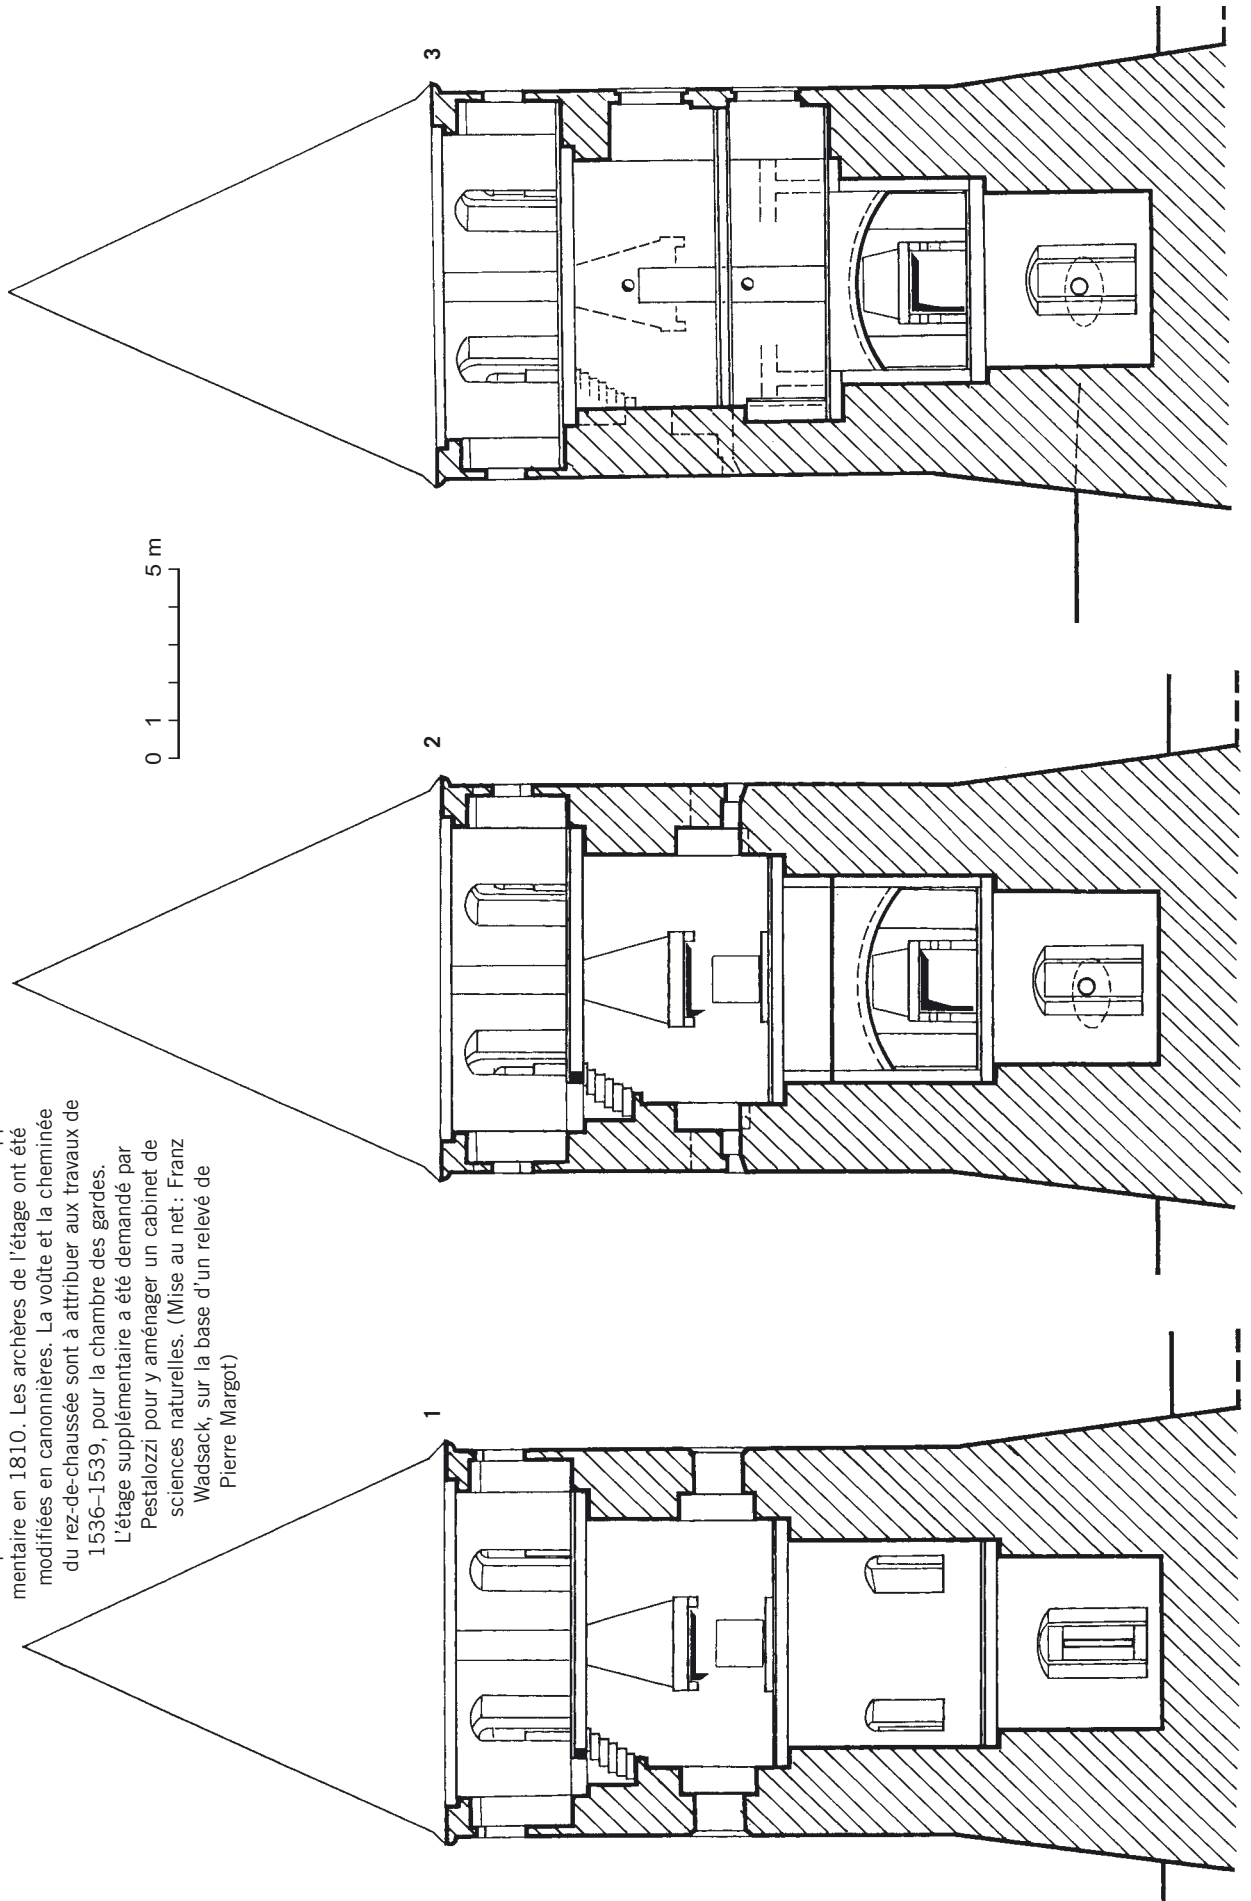 mentaire en 1810. Les archères de l'étage ont été
modifiées en canonnières. La voûte et la cheminée
du rez-de-chaussée sont à attribuer aux travaux de
1536–1539, pour la chambre des gardes.
L'étage supplémentaire a été demandé par
Pestalozzi pour y aménager un cabinet de
sciences naturelles. (Mise au net: Franz
Wadsack, sur la base d'un relevé de
Pierre Margot)
0 1 5 m
1
2
3